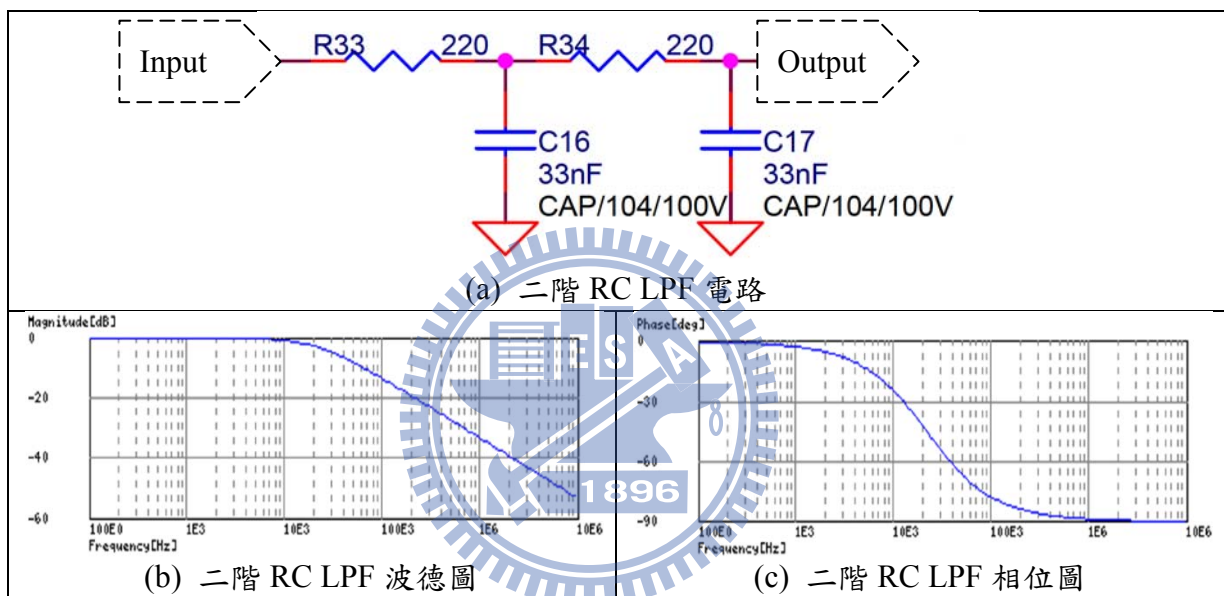 Input
R33 220 R34 220
Output
C16
33nF
CAP/104/100V
C17
33nF
CAP/104/100V
(a) 二階 RC LPF 電路
Magnitude[dB]
0
-20
-40
-60
100E0 1E3 10E3 100E3 1E6 10E6
Frequency[Hz]
(b) 二階 RC LPF 波德圖
Phase[deg]
0
-30
-60
-90
100E0 1E3 10E3 100E3 1E6 10E6
Frequency[Hz]
(c) 二階 RC LPF 相位圖
ESA
1896